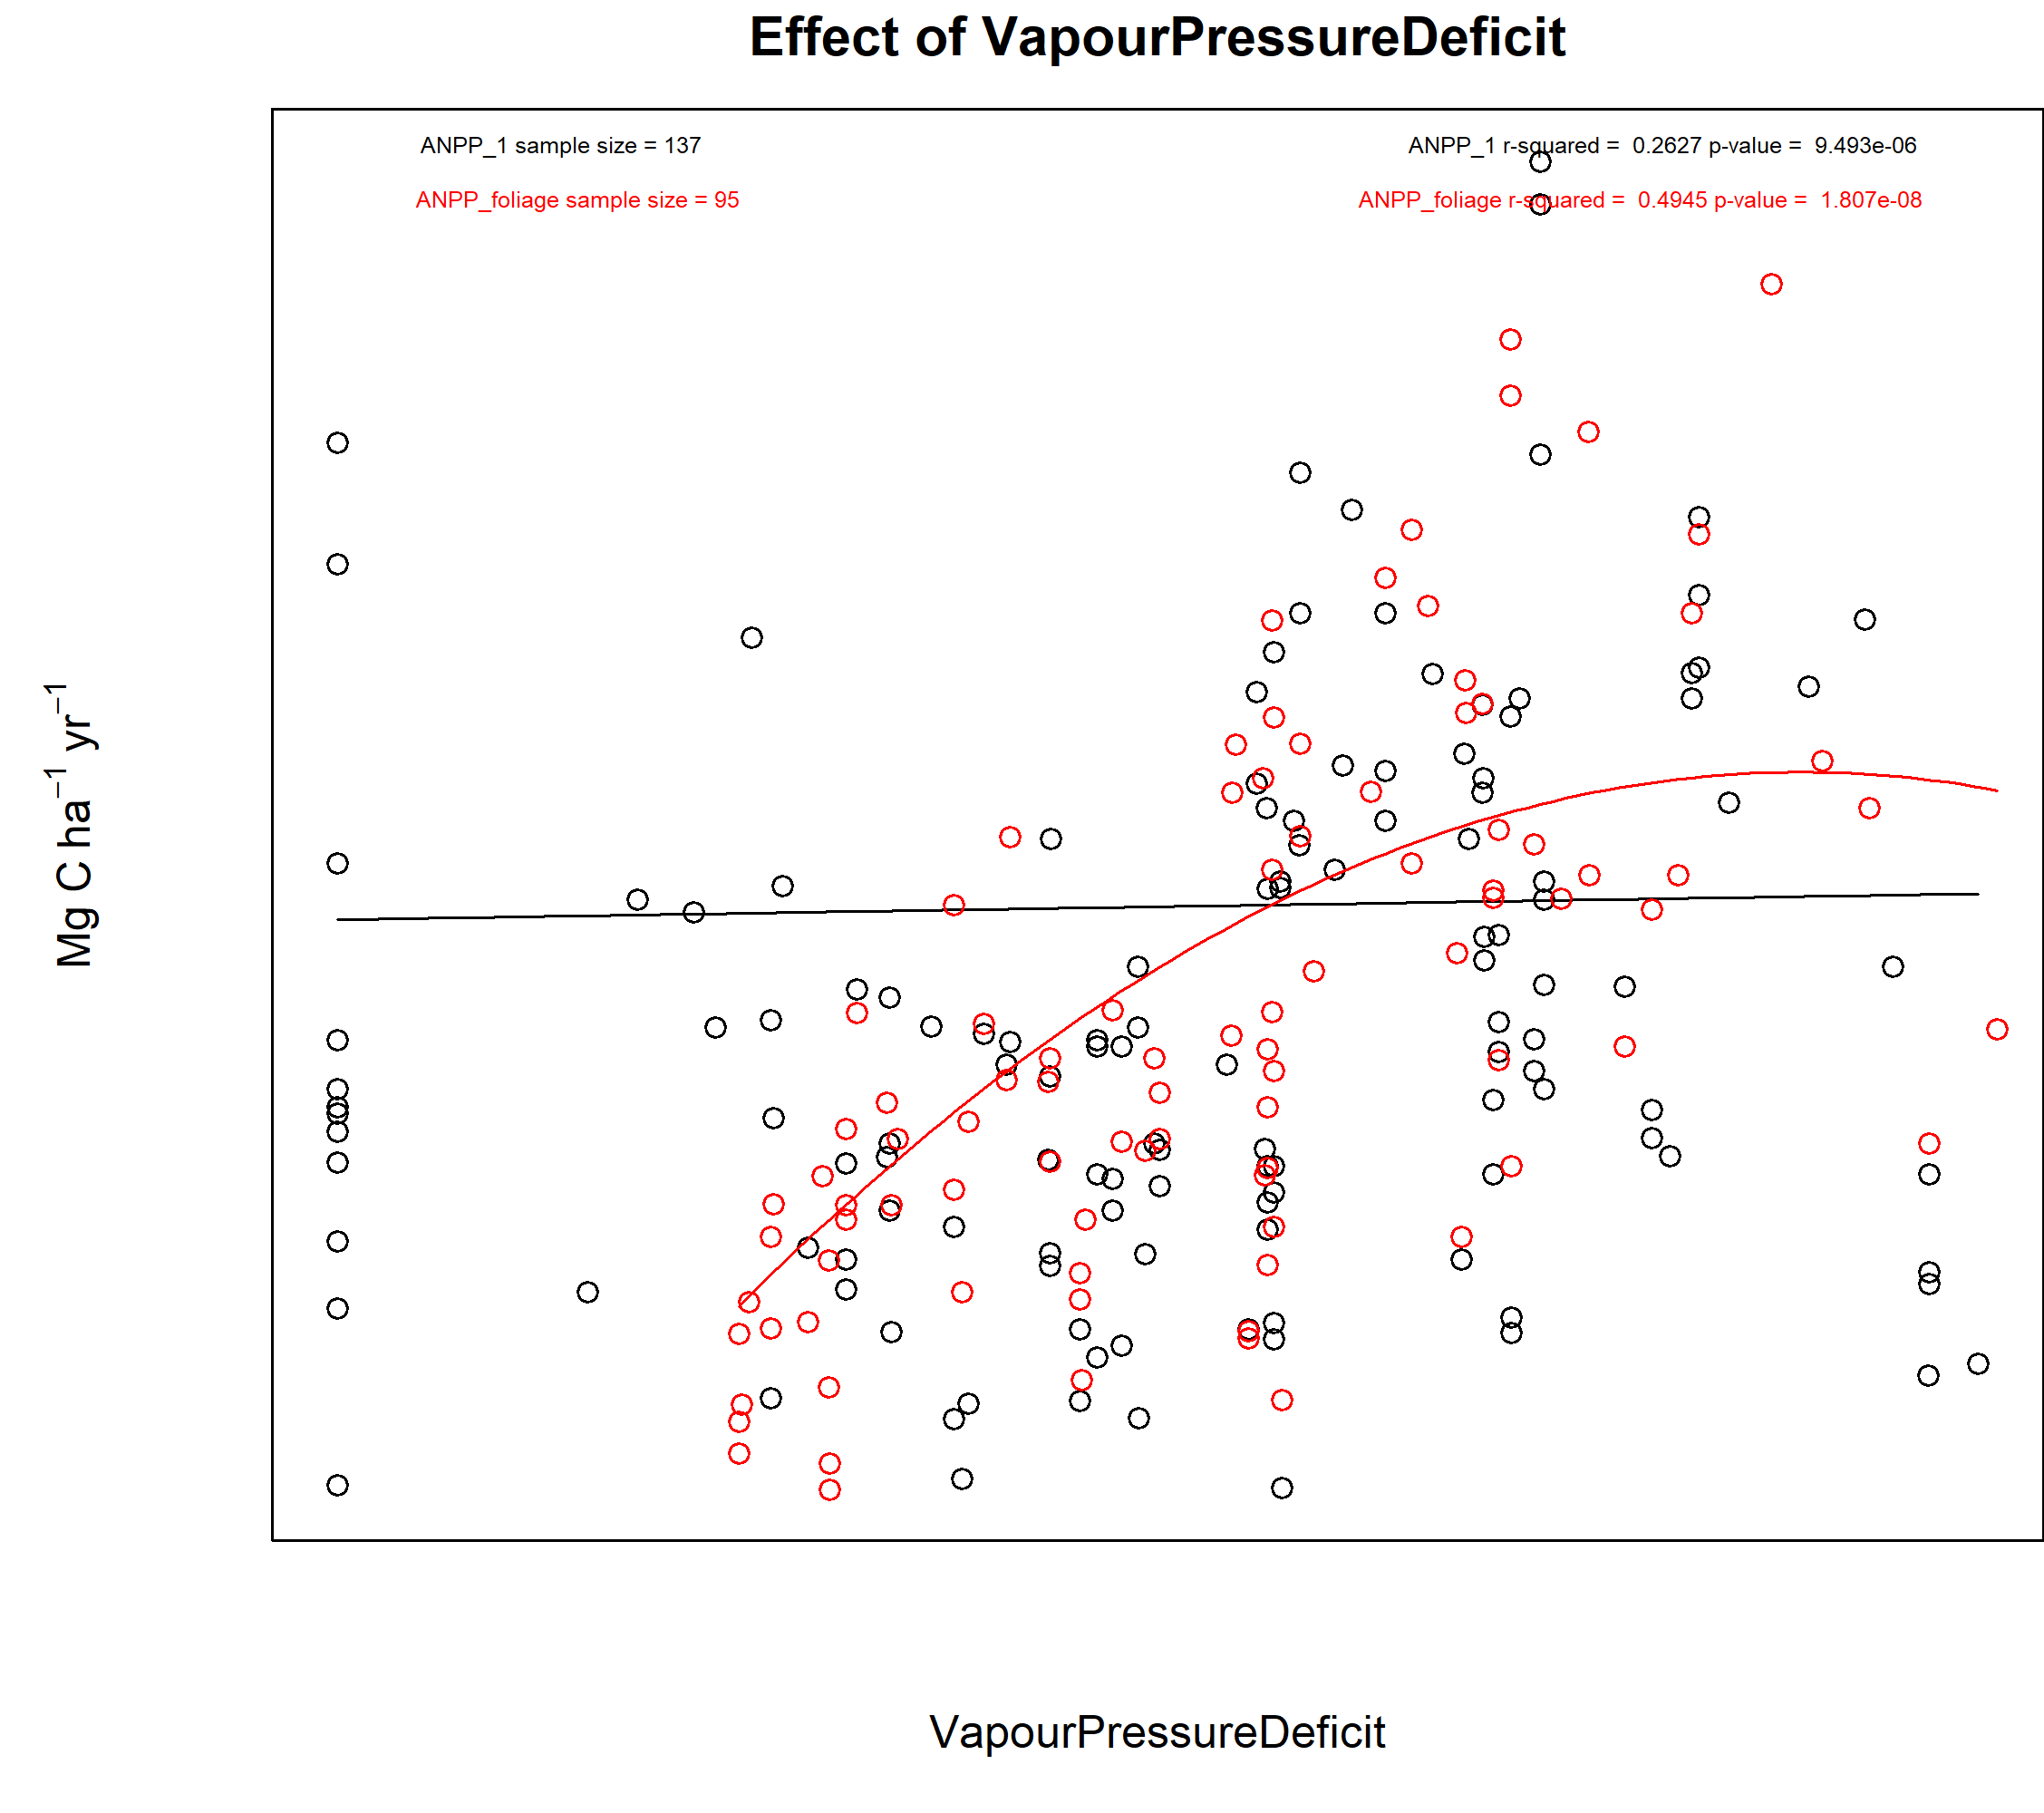 Effect of VapourPressureDeficit
ANPP_1 sample size = 137
ANPP_1 r-squared = 0.2627 p-value = 9.493e-06
ANPP_foliage sample size = 95
ANPP_foliage r-squared = 0.4945 p-value = 1.807e-08
Mg C ha⁻¹ yr⁻¹
VapourPressureDeficit